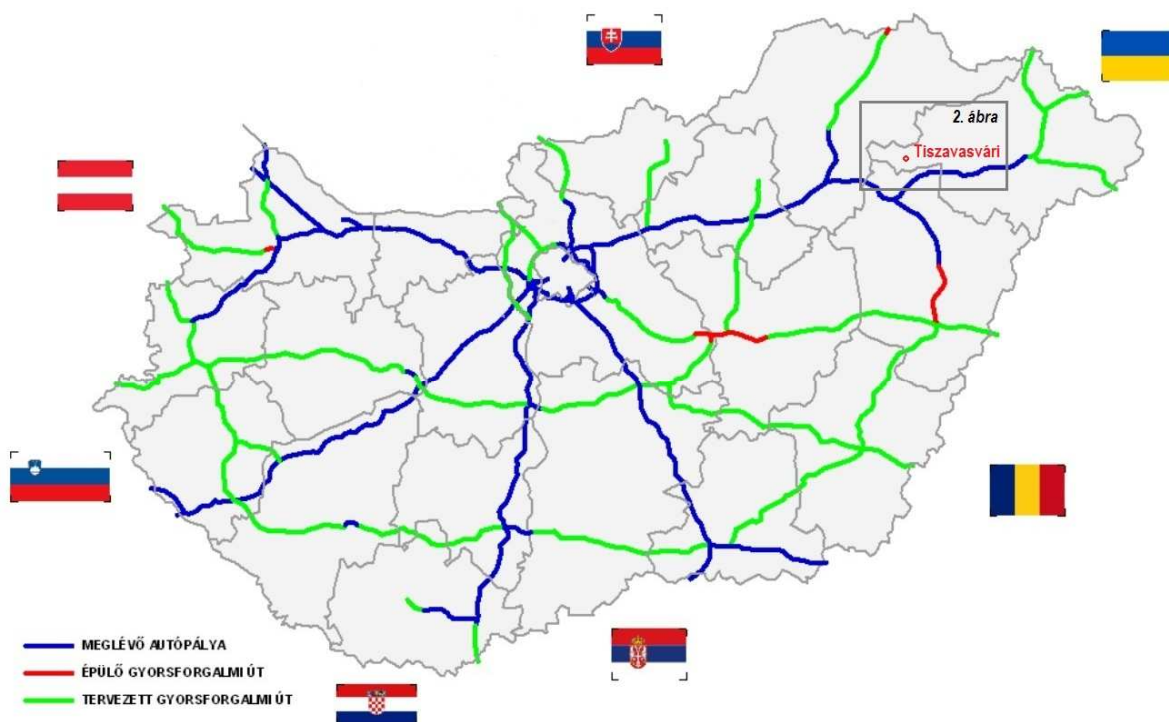 2. ábra
Tiszavasvári
MEGLÉVŐ AUTÓPÁLYA
ÉPÜLŐ GYORSFORGALMI ÚT
TERVEZETT GYORSFORGALMI ÚT